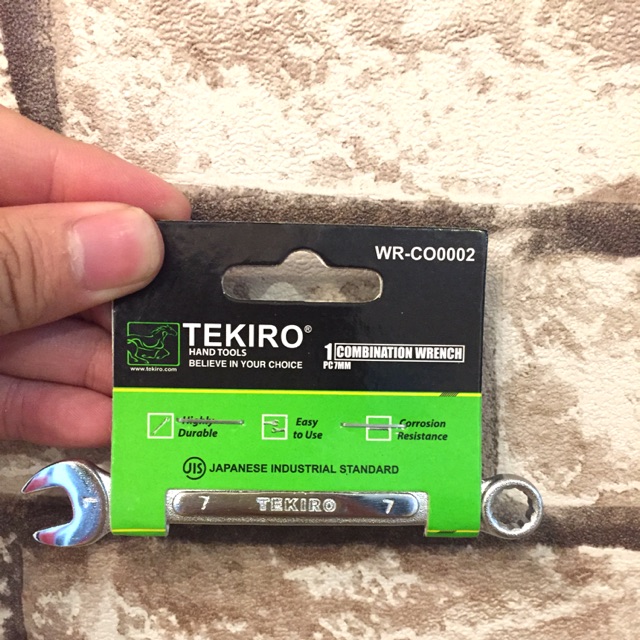 WR-CO0002
TEKIRO®
HAND TOOLS
BELIEVE IN YOUR CHOICE
www.tekiro.com
1 COMBINATION WRENCH
PC 7MM
Highly
Durable
Easy
to Use
Corrosion
Resistance
JIS JAPANESE INDUSTRIAL STANDARD
7 TEKIRO 7